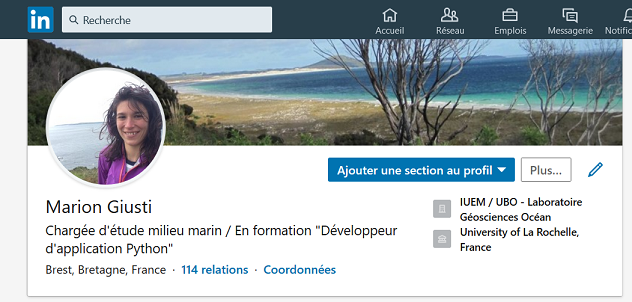 in
Recherche
Accueil
Réseau
Emplois
Messagerie
Notific
Ajouter une section au profil
Plus...
Marion Giusti
Chargée d'étude milieu marin / En formation "Développeur
d'application Python"
Brest, Bretagne, France · 114 relations · Coordonnées
IUEM / UBO - Laboratoire
Géosciences Océan
University of La Rochelle,
France